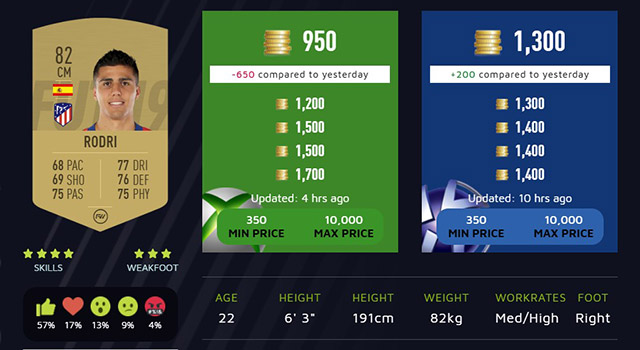 82
CM
RODRI
68 PAC 77 DRI
69 SHO 76 DEF
75 PAS 75 PHY
SKILLS WEAKFOOT
57% 17% 13% 9% 4%
950
-650 compared to yesterday
1,200
1,500
1,500
1,700
Updated: 4 hrs ago
350 10,000
MIN PRICE MAX PRICE
1,300
+200 compared to yesterday
1,300
1,400
1,400
1,400
Updated: 10 hrs ago
350 10,000
MIN PRICE MAX PRICE
AGE HEIGHT HEIGHT WEIGHT WORKRATES FOOT
22 6' 3" 191cm 82kg Med/High Right